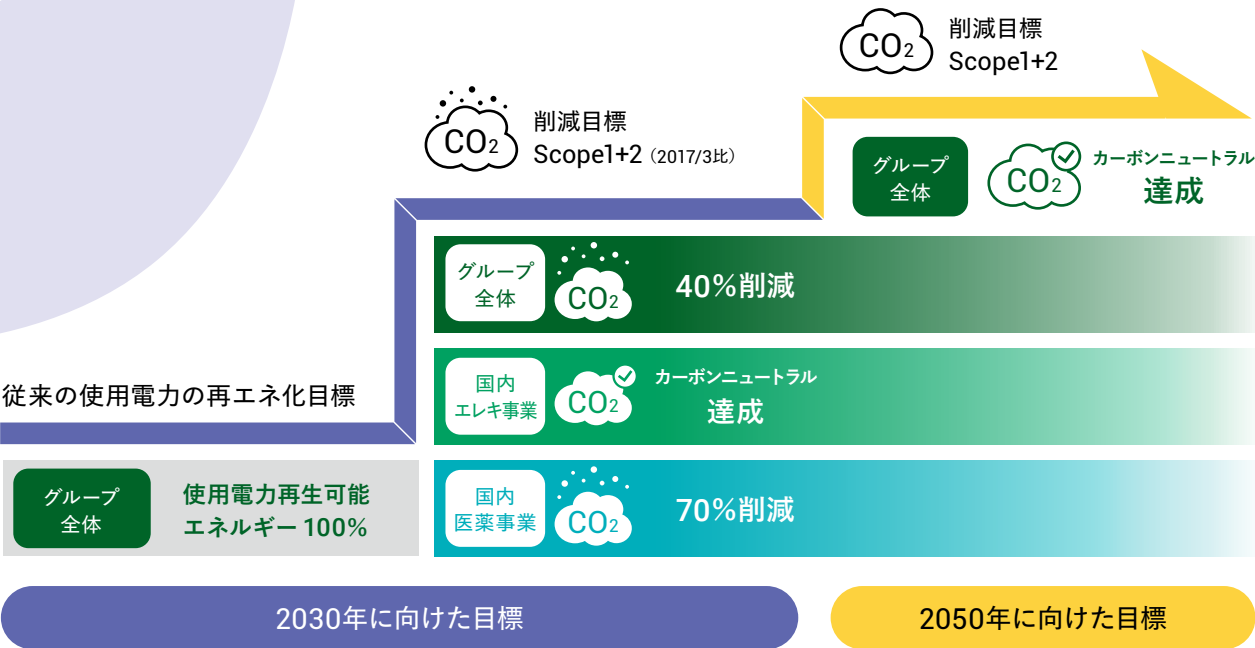 CO2
削減目標
Scope1+2
CO2
削減目標
Scope1+2（2017/3比）
グループ
全体
CO2
カーボンニュートラル
達成
グループ
全体
CO2
40%削減
従来の使用電力の再エネ化目標
国内
エレキ事業
CO2
カーボンニュートラル
達成
グループ
全体
使用電力再生可能
エネルギー 100%
国内
医薬事業
CO2
70%削減
2030年に向けた目標
2050年に向けた目標